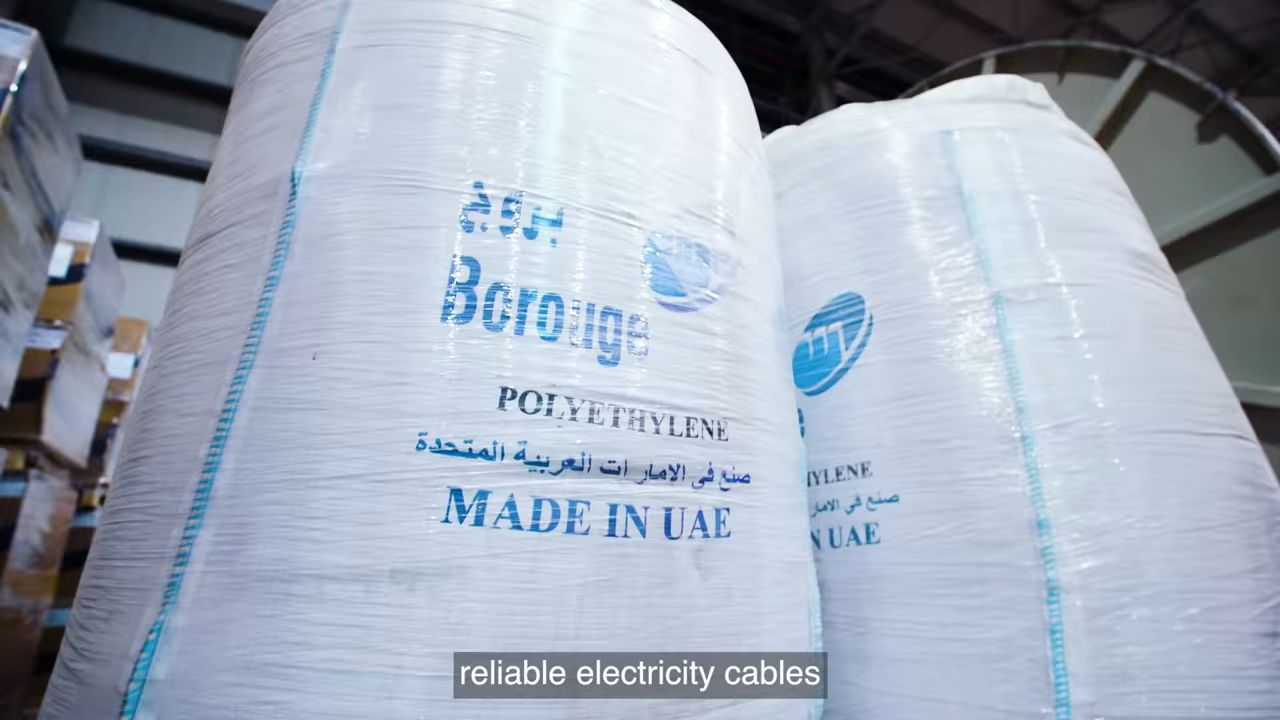 بروج
Borouge
POLYETHYLENE
صنع في الامارات العربية المتحدة
MADE IN UAE
YLENE
صنع في الامار
N UAE
reliable electricity cables